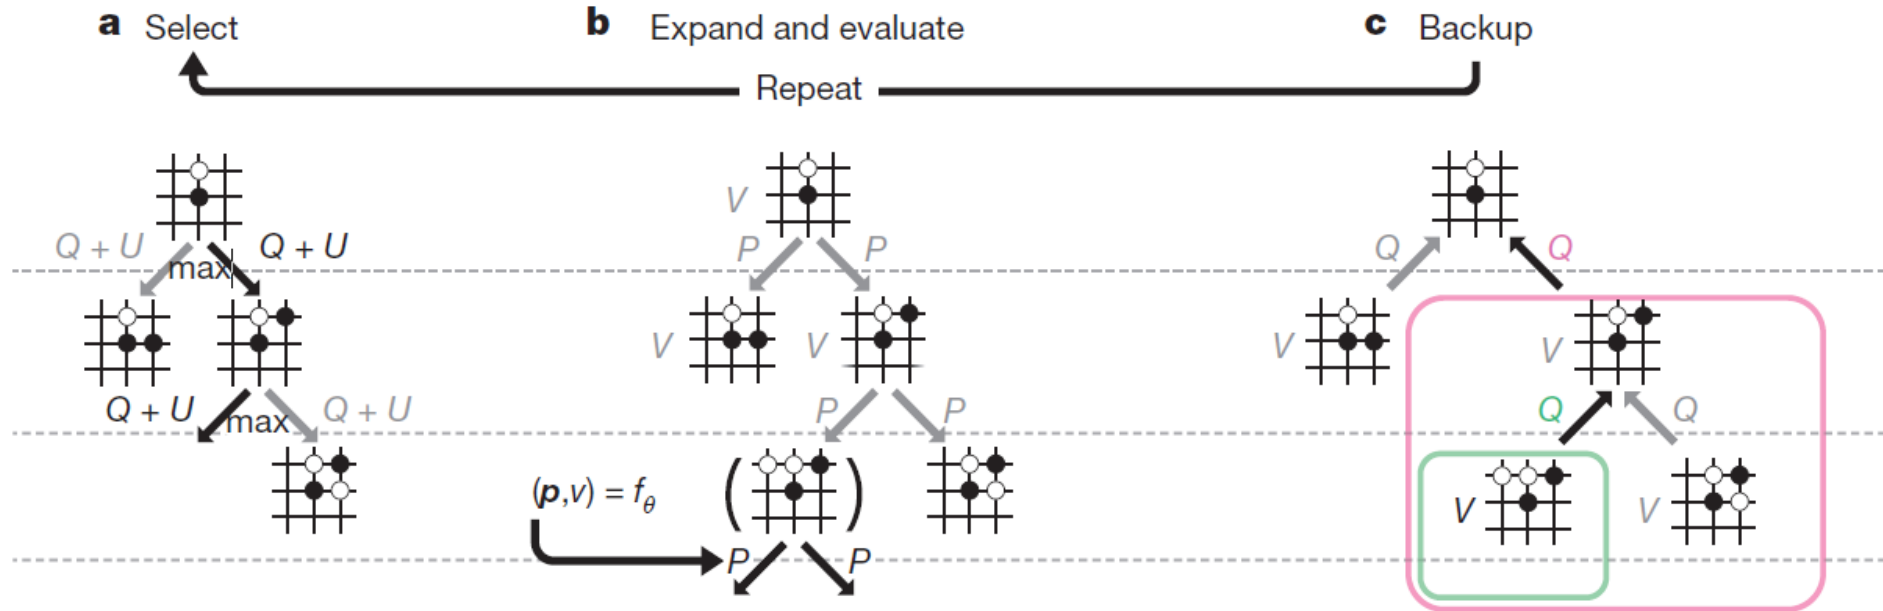 a Select
b Expand and evaluate
c Backup
Repeat
Q + U
max
Q + U
Q + U
max
Q + U
V
P
P
V
V
P
P
(p,v) = fθ
( )
P
P
Q
Q
V
V
Q
Q
V
V